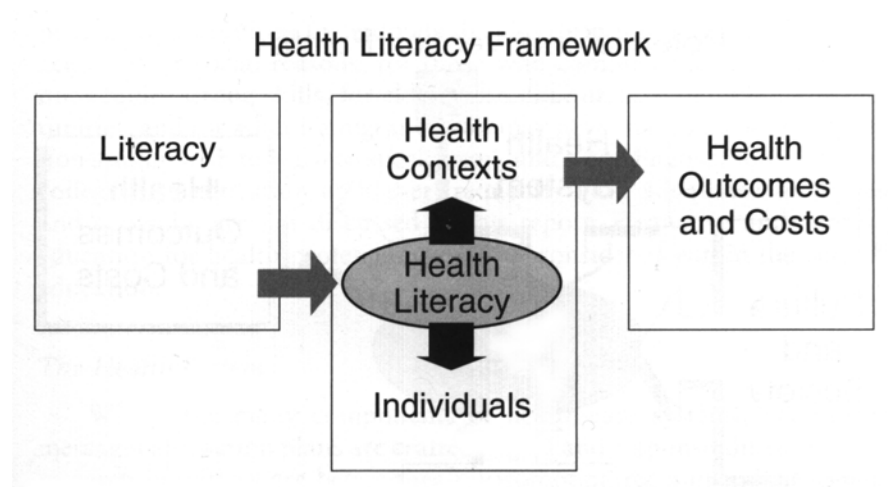 Health Literacy Framework
Literacy
Health
Contexts
Health
Literacy
Individuals
Health
Outcomes
and Costs